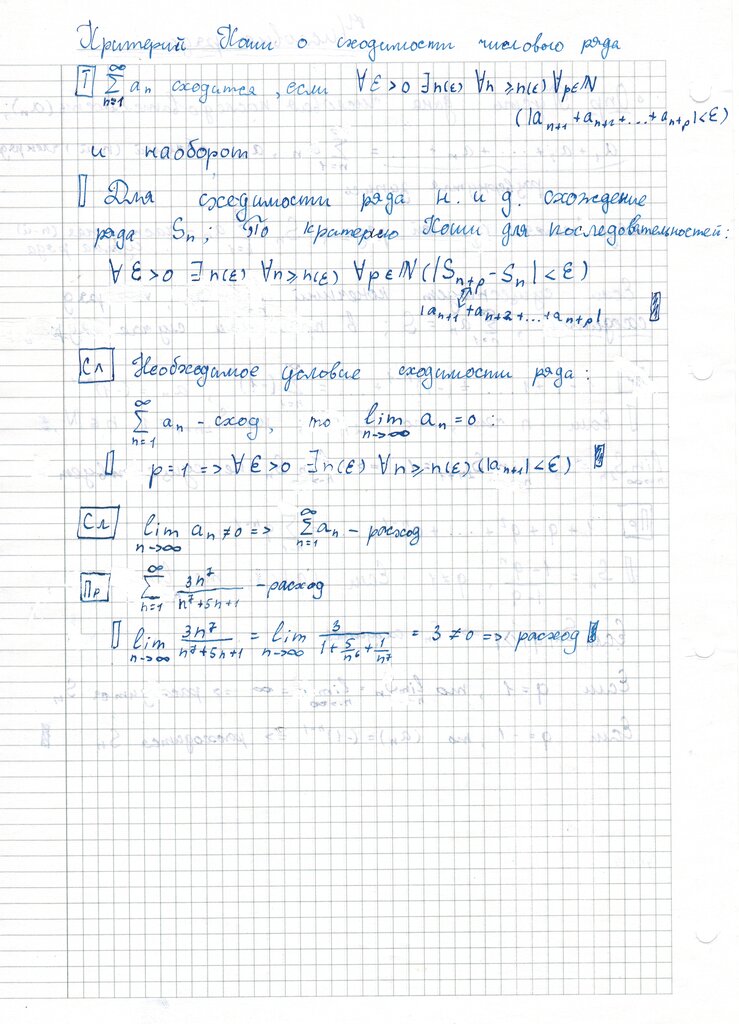 Критерий Коши о сходимости числового ряда
Т ∑_{n=1}^{∞} a_n сходится, если ∀ε>0 ∃n(ε) ∀n≥n(ε) ∀p∈ℕ
(|a_{n+1}+a_{n+2}+...+a_{n+p}|<ε)
и наоборот
▯ Для сходимости ряда н. и д. схождение
ряда S_n; По критерию Коши для последовательностей:
∀ε>0 ∃n(ε) ∀n≥n(ε) ∀p∈ℕ (|S_{n+p}-S_n|<ε)
|a_{n+1}+a_{n+2}+...+a_{n+p}| ▮
Сл Необходимое условие сходимости ряда:
∑_{n=1}^{∞} a_n - сход, то lim_{n->∞} a_n=0
▯ p=1 => ∀ε>0 ∃n(ε) ∀n≥n(ε) (|a_{n+1}|<ε) ▮
Сл lim_{n->∞} a_n≠0 => ∑_{n=1}^{∞} a_n - расход
Пр ∑_{n=1}^{∞} 3n^7/(n^7+5n+1) - расход
▯ lim_{n->∞} 3n^7/(n^7+5n+1) = lim_{n->∞} 3/(1+5/n^6+1/n^7) = 3≠0 => расход ▮